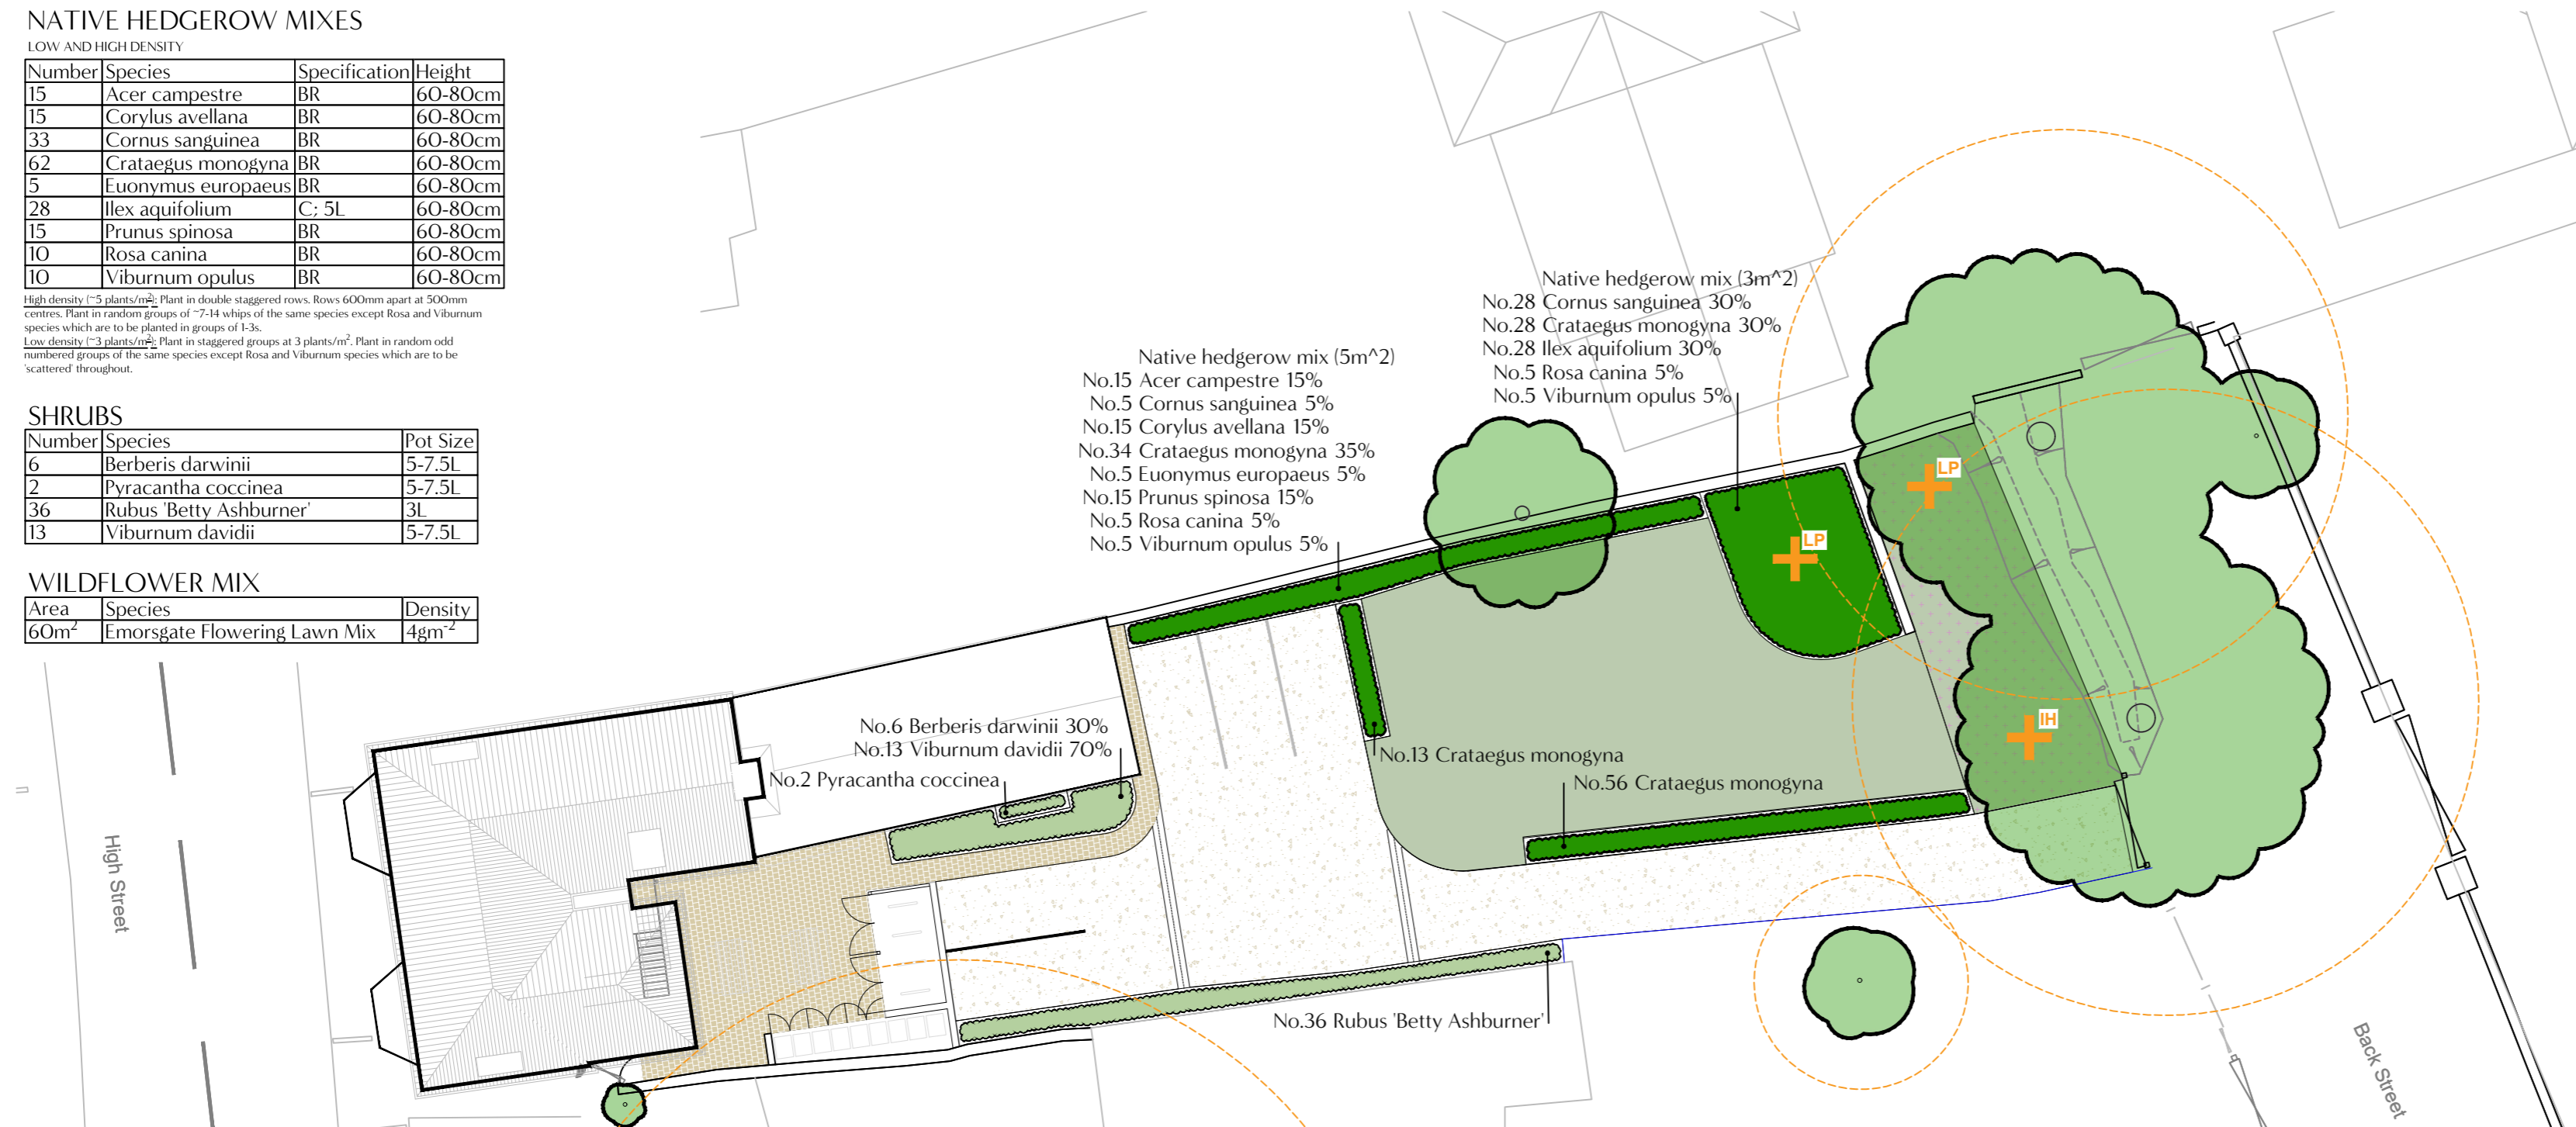 NATIVE HEDGEROW MIXES
LOW AND HIGH DENSITY
Number Species Specification Height
15 Acer campestre BR 60-80cm
15 Corylus avellana BR 60-80cm
33 Cornus sanguinea BR 60-80cm
62 Crataegus monogyna BR 60-80cm
5 Euonymus europaeus BR 60-80cm
28 Ilex aquifolium C; 5L 60-80cm
15 Prunus spinosa BR 60-80cm
10 Rosa canina BR 60-80cm
10 Viburnum opulus BR 60-80cm
High density (~5 plants/m²): Plant in double staggered rows. Rows 600mm apart at 500mm
centres. Plant in random groups of ~7-14 whips of the same species except Rosa and Viburnum
species which are to be planted in groups of 1-3s.
Low density (~3 plants/m²): Plant in staggered groups at 3 plants/m². Plant in random odd
numbered groups of the same species except Rosa and Viburnum species which are to be
'scattered' throughout.
SHRUBS
Number Species Pot Size
6 Berberis darwinii 5-7.5L
2 Pyracantha coccinea 5-7.5L
36 Rubus 'Betty Ashburner' 3L
13 Viburnum davidii 5-7.5L
WILDFLOWER MIX
Area Species Density
60m² Emorsgate Flowering Lawn Mix 4gm⁻²
Native hedgerow mix (3m^2)
No.28 Cornus sanguinea 30%
No.28 Crataegus monogyna 30%
No.28 Ilex aquifolium 30%
No.5 Rosa canina 5%
No.5 Viburnum opulus 5%
Native hedgerow mix (5m^2)
No.15 Acer campestre 15%
No.5 Cornus sanguinea 5%
No.15 Corylus avellana 15%
No.34 Crataegus monogyna 35%
No.5 Euonymus europaeus 5%
No.15 Prunus spinosa 15%
No.5 Rosa canina 5%
No.5 Viburnum opulus 5%
LP
LP
IH
No.6 Berberis darwinii 30%
No.13 Viburnum davidii 70%
No.2 Pyracantha coccinea
No.13 Crataegus monogyna
No.56 Crataegus monogyna
No.36 Rubus 'Betty Ashburner'
High Street
Back Street